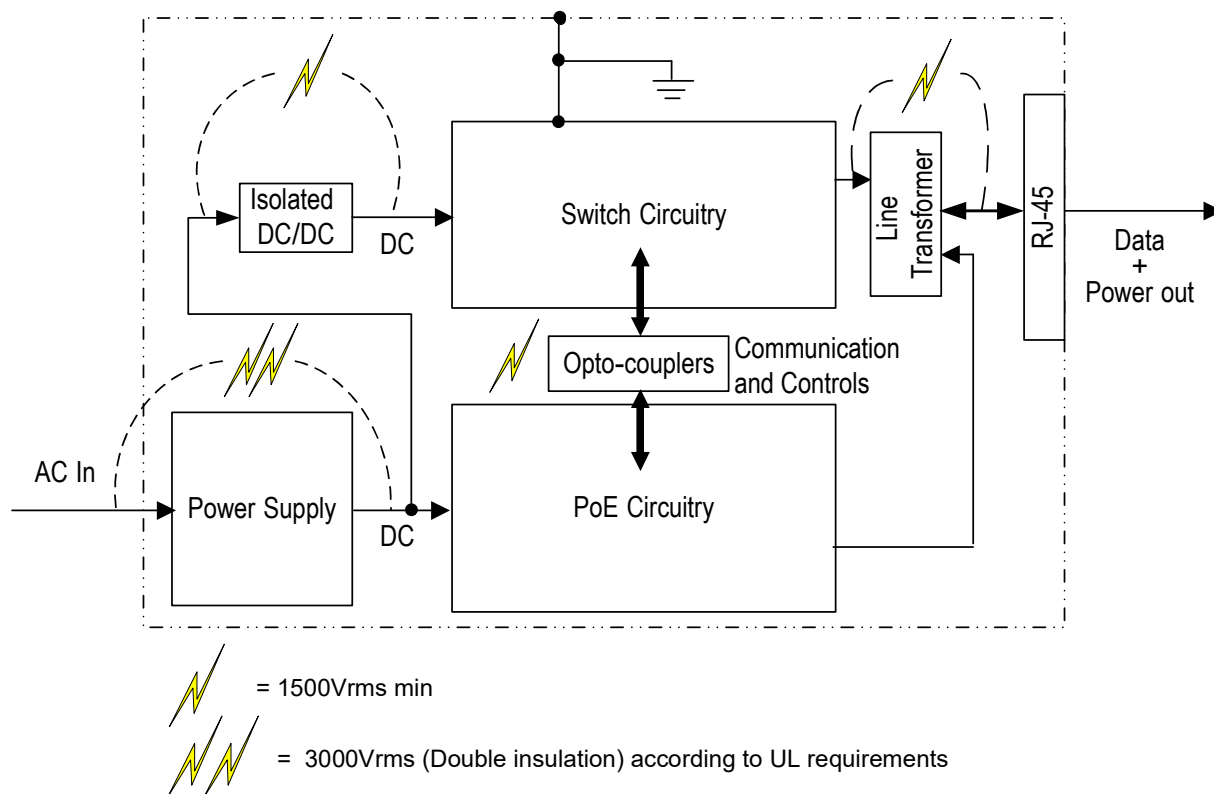 Isolated
DC/DC
DC
Switch Circuitry
Line
Transformer
RJ-45
Data
+
Power out
Opto-couplers
Communication
and Controls
AC In
Power Supply
DC
PoE Circuitry
= 1500Vrms min
= 3000Vrms (Double insulation) according to UL requirements